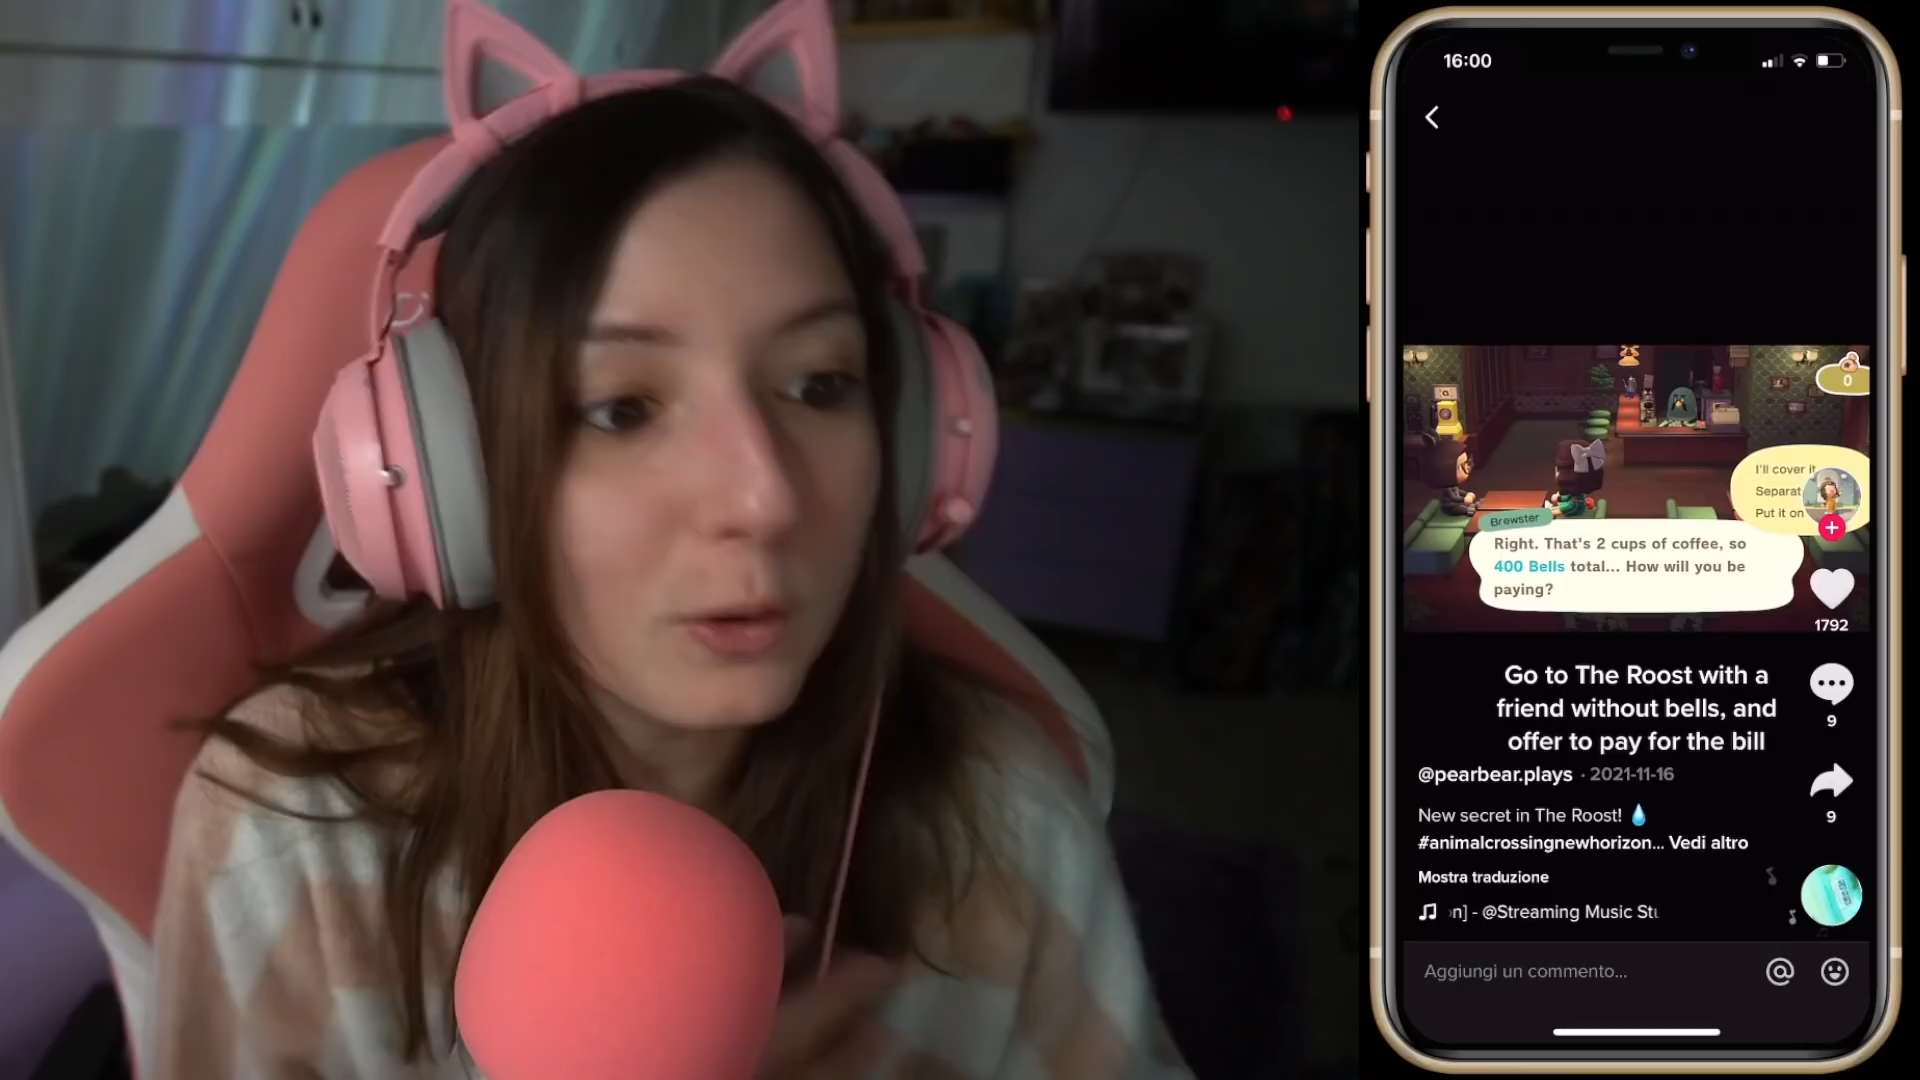 16:00
0
I'll cover it
Separat
Put it on
Brewster
Right. That's 2 cups of coffee, so
400 Bells total... How will you be
paying?
1792
Go to The Roost with a
friend without bells, and
offer to pay for the bill
9
@pearbear.plays · 2021-11-16
9
New secret in The Roost! 💧
#animalcrossingnewhorizon... Vedi altro
Mostra traduzione
n] - @Streaming Music Stu
Aggiungi un commento...